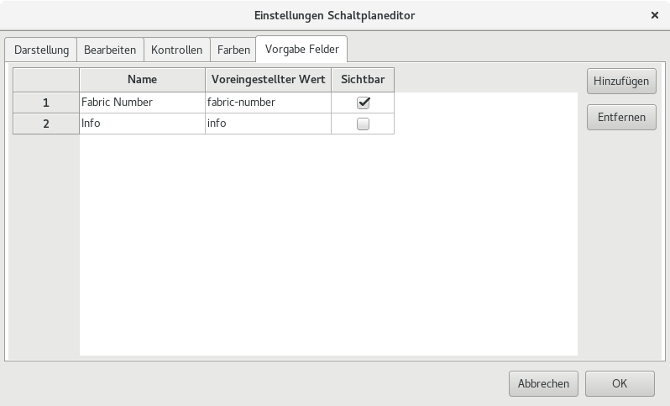 Einstellungen Schaltplaneditor
Darstellung Bearbeiten Kontrollen Farben Vorgabe Felder
Name Voreingestellter Wert Sichtbar Hinzufügen
1 Fabric Number fabric-number
Entfernen
2 Info info
Abbrechen OK